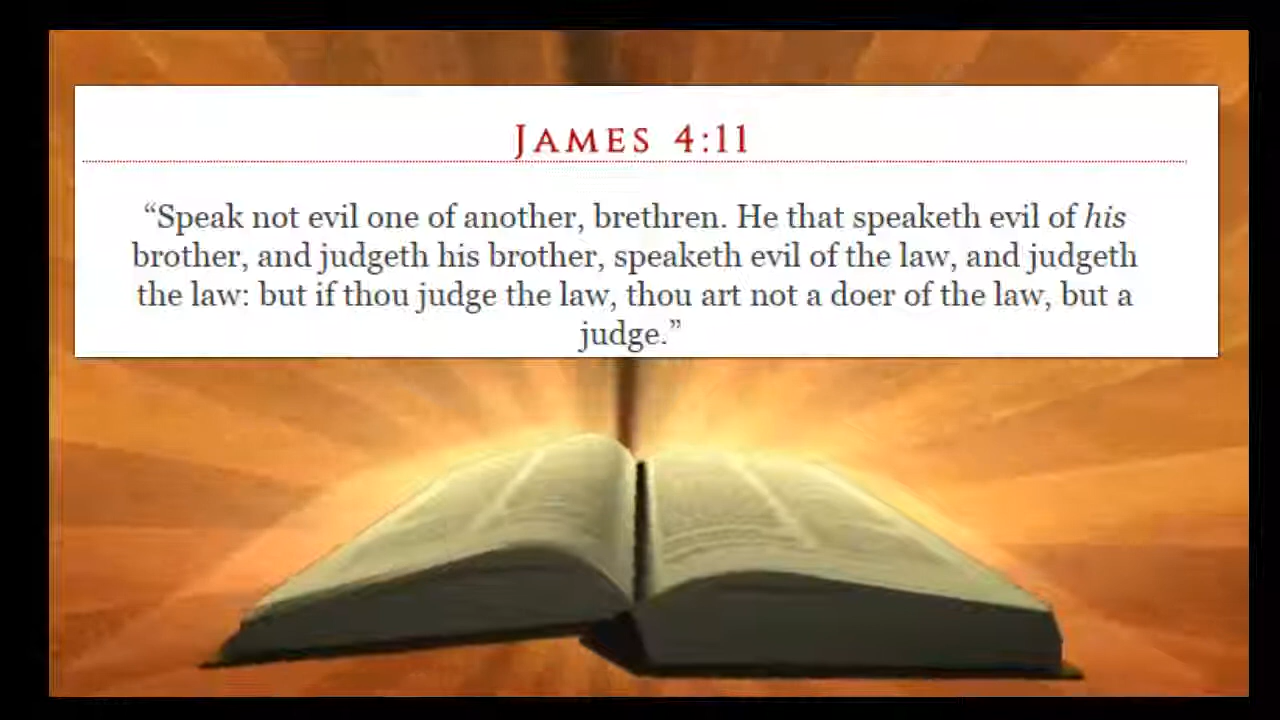 James 4:11
“Speak not evil one of another, brethren. He that speaketh evil of his
brother, and judgeth his brother, speaketh evil of the law, and judgeth
the law: but if thou judge the law, thou art not a doer of the law, but a
judge.”